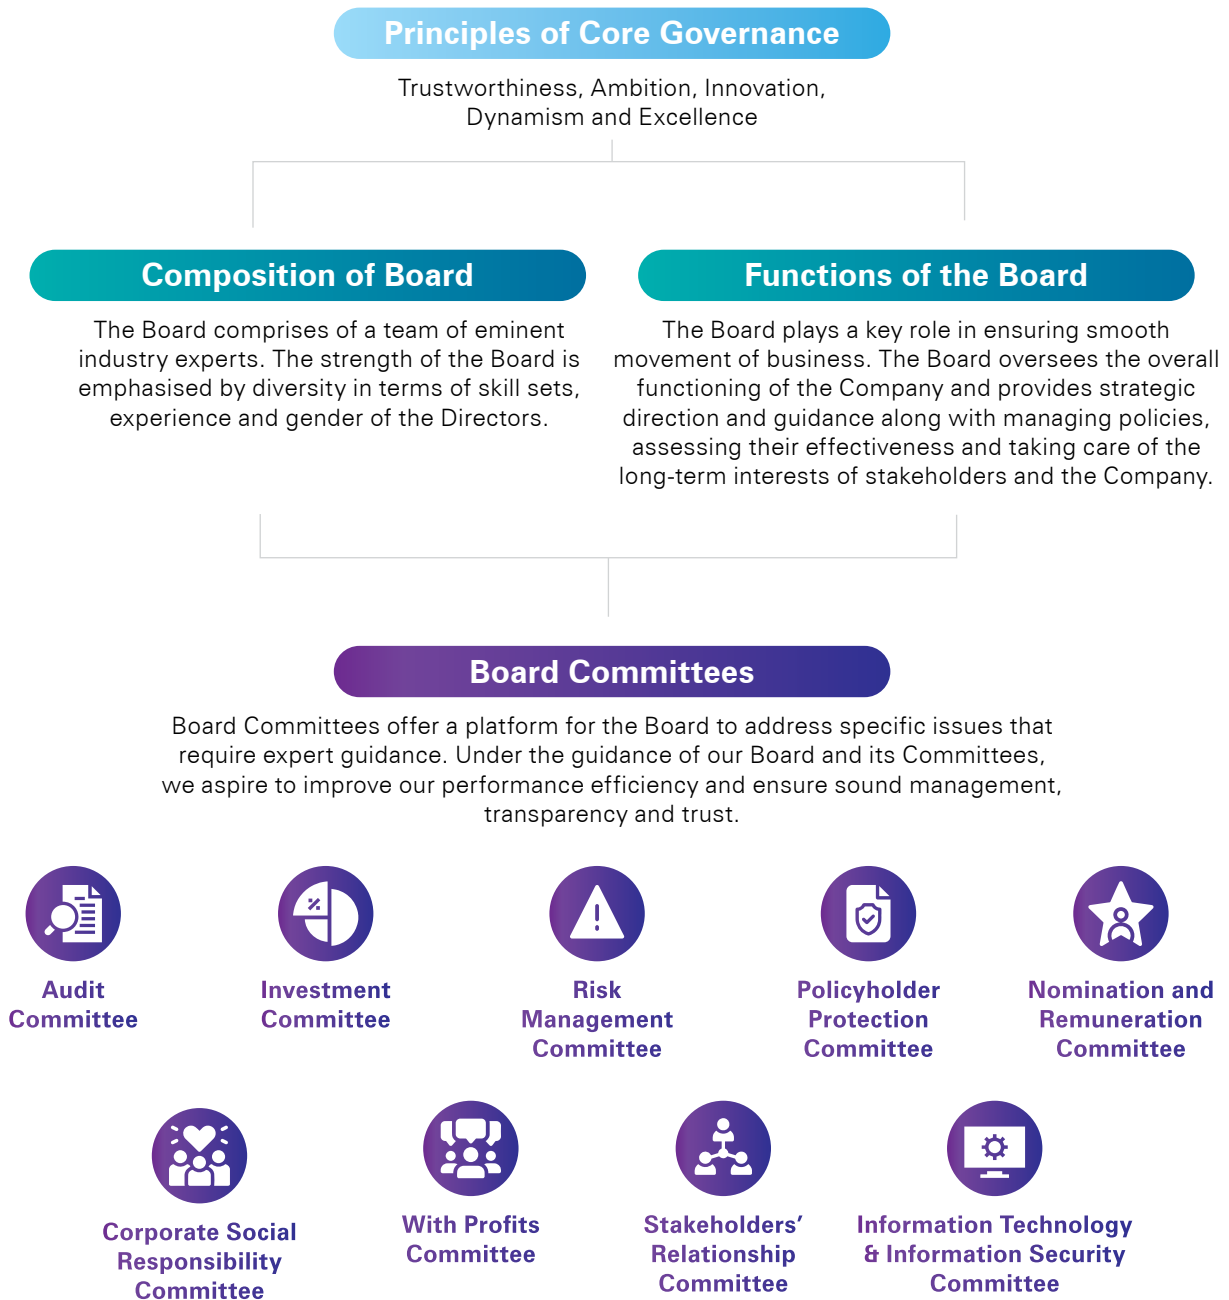 Principles of Core Governance
Trustworthiness, Ambition, Innovation,
Dynamism and Excellence
Composition of Board
The Board comprises of a team of eminent
industry experts. The strength of the Board is
emphasised by diversity in terms of skill sets,
experience and gender of the Directors.
Functions of the Board
The Board plays a key role in ensuring smooth
movement of business. The Board oversees the overall
functioning of the Company and provides strategic
direction and guidance along with managing policies,
assessing their effectiveness and taking care of the
long-term interests of stakeholders and the Company.
Board Committees
Board Committees offer a platform for the Board to address specific issues that
require expert guidance. Under the guidance of our Board and its Committees,
we aspire to improve our performance efficiency and ensure sound management,
transparency and trust.
Audit
Committee
Investment
Committee
Risk
Management
Committee
Policyholder
Protection
Committee
Nomination and
Remuneration
Committee
Corporate Social
Responsibility
Committee
With Profits
Committee
Stakeholders’
Relationship
Committee
Information Technology
& Information Security
Committee